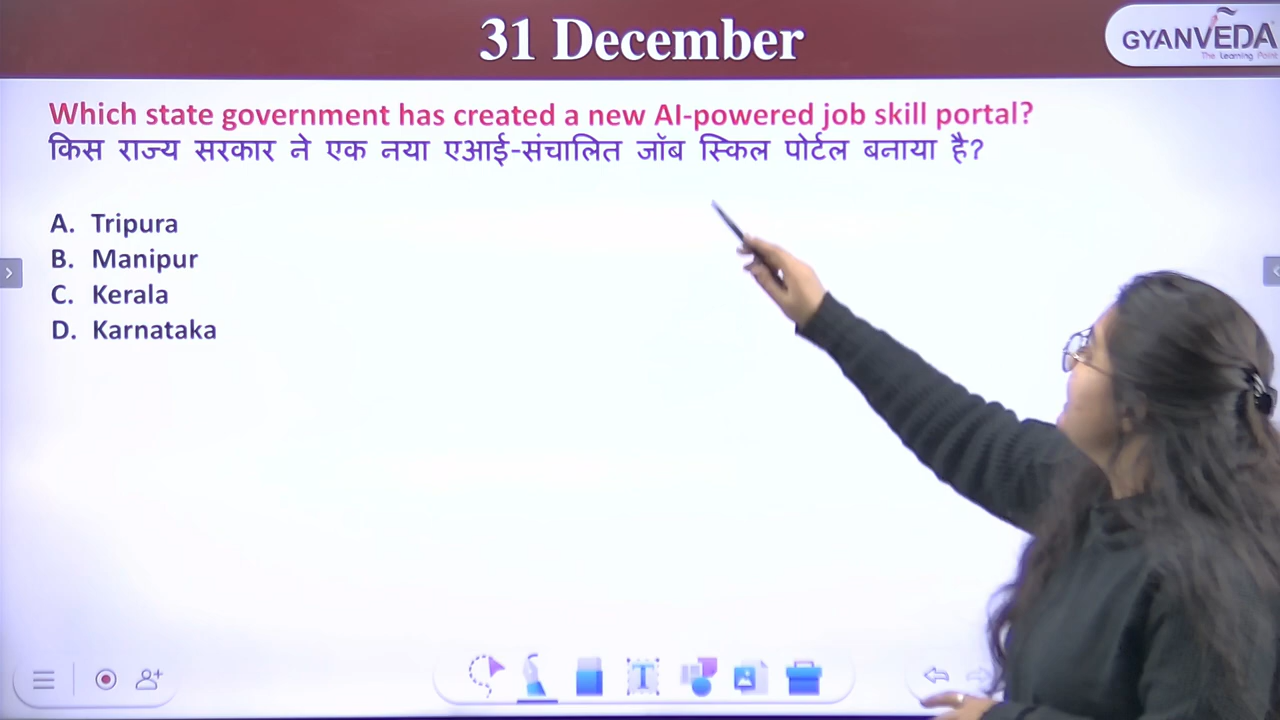 31 December
GYANVEDA
The Learning Point
Which state government has created a new AI-powered job skill portal?
किस राज्य सरकार ने एक नया एआई-संचालित जॉब स्किल पोर्टल बनाया है?
A. Tripura
B. Manipur
C. Kerala
D. Karnataka
T